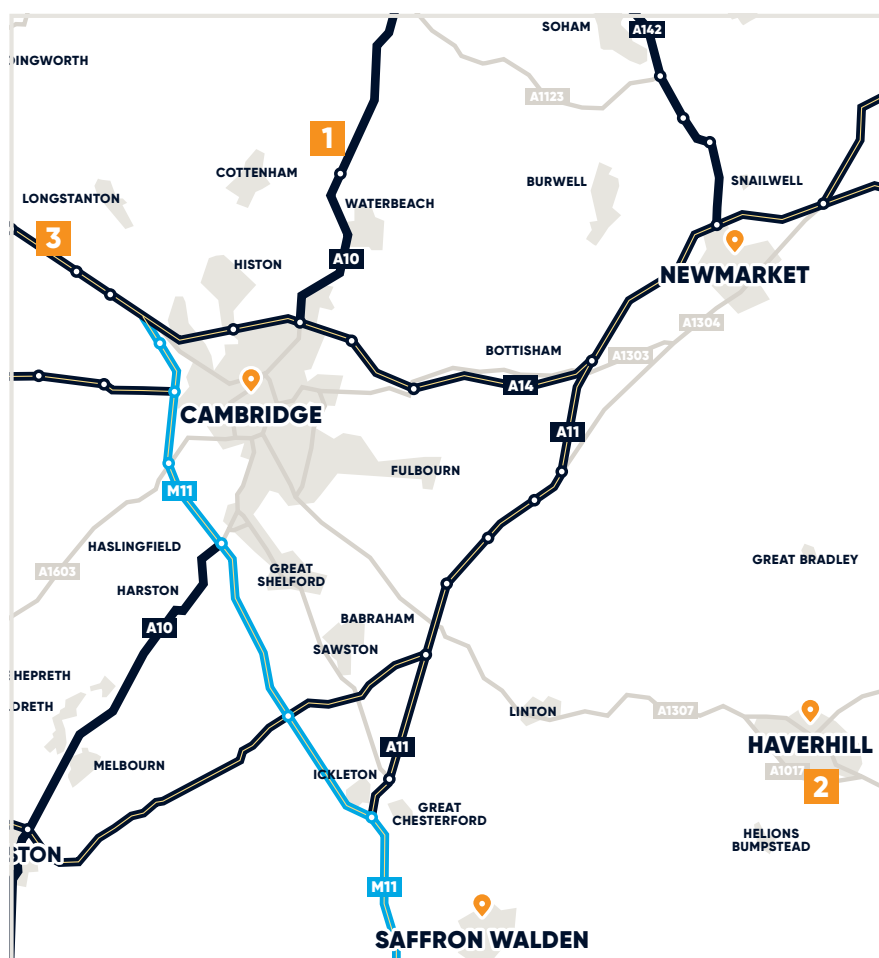 SOHAM
A142
DINGWORTH
A1123
1
COTTENHAM
BURWELL
SNAILWELL
LONGSTANTON
WATERBEACH
3
A10
HISTON
NEWMARKET
A1304
BOTTISHAM
A1303
A14
CAMBRIDGE
A11
FULBOURN
M11
HASLINGFIELD
GREAT BRADLEY
A1603
GREAT
SHELFORD
HARSTON
BABRAHAM
A10
SAWSTON
HEPRETH
DRETH
LINTON
A1307
HAVERHILL
A11
MELBOURN
ICKLETON
A1017
2
GREAT
CHESTERFORD
HELIONS
BUMPSTEAD
STON
M11
SAFFRON WALDEN